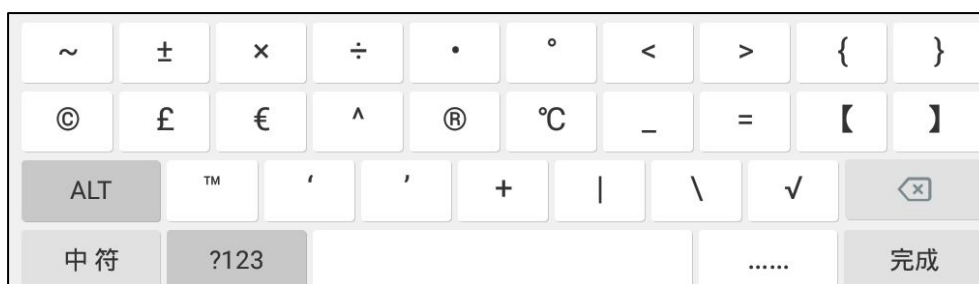 ~ ± × ÷ • ° < > { }
© £ € ^ ® ℃ _ = 【 】
ALT ™ ‘ ’ + | \ √
中 符 ?123 …… 完成